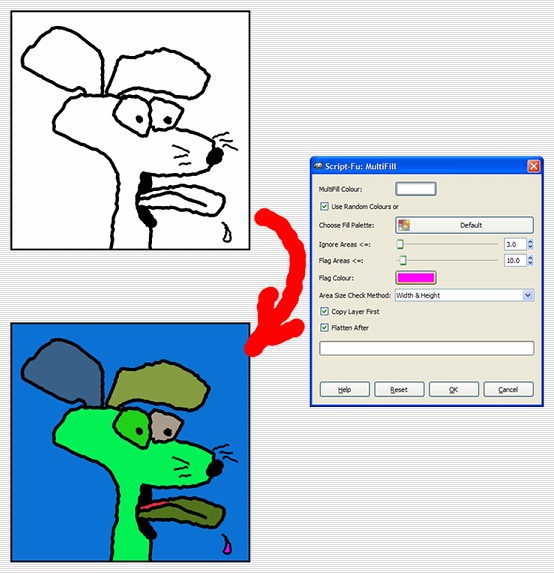 Script-Fu: MultiFill
MultiFill Colour:
Use Random Colours or
Choose Fill Palette: Default
Ignore Areas <=: 3.0
Flag Areas <=: 10.0
Flag Colour:
Area Size Check Method: Width & Height
Copy Layer First
Flatten After
Help Reset OK Cancel